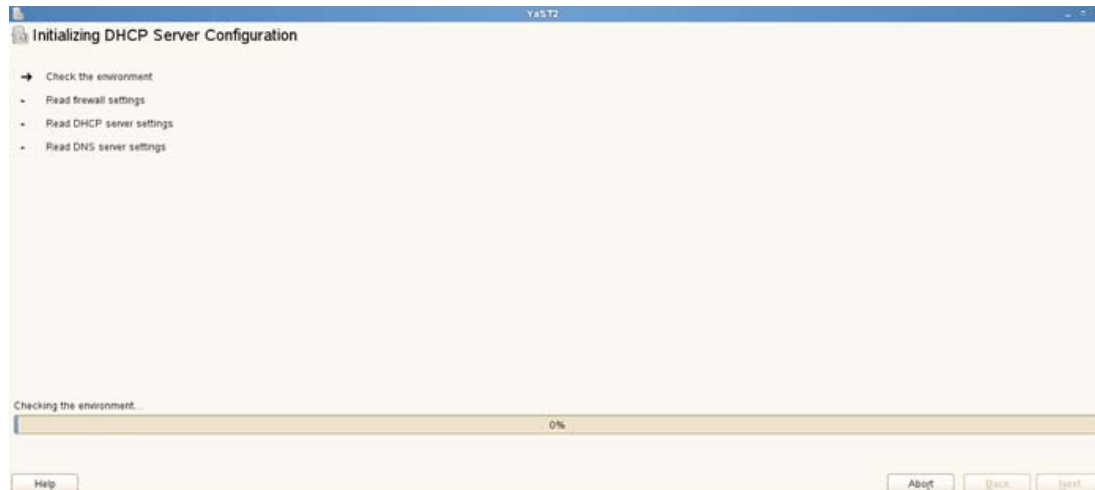 YaST2
Initializing DHCP Server Configuration
Check the environment
Read firewall settings
Read DHCP server settings
Read DNS server settings
Checking the environment...
0%
Help
Abort
Back
Next